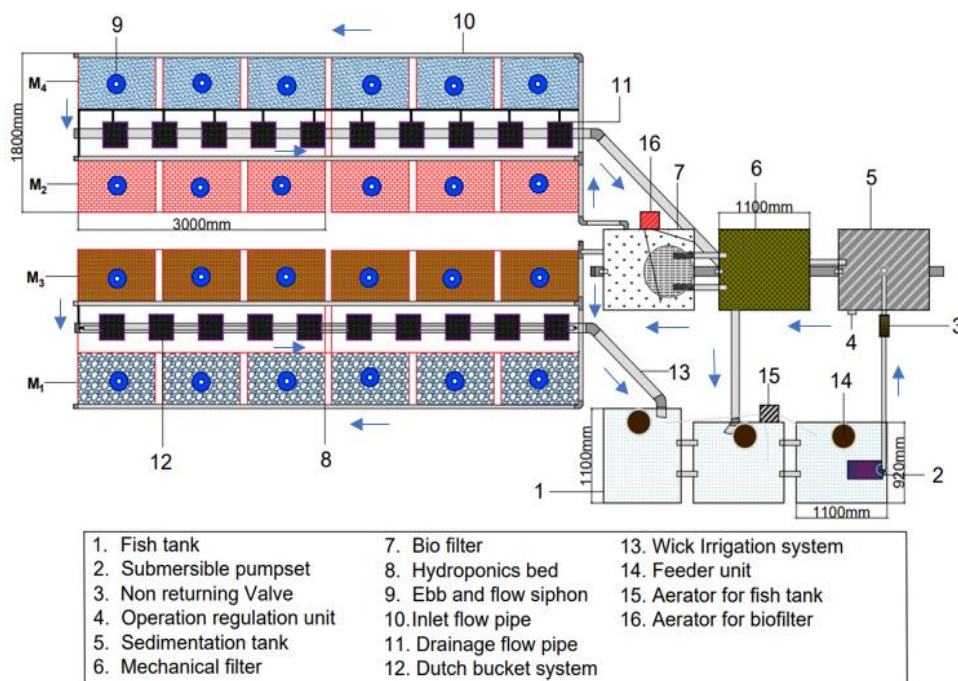 9
10
11
M4
1800mm
M2
3000mm
16
7
6
5
1100mm
M3
M1
4
3
13
15
14
12
8
1
1100mm
2
920mm
1100mm
1. Fish tank
2. Submersible pumpset
3. Non returning Valve
4. Operation regulation unit
5. Sedimentation tank
6. Mechanical filter
7. Bio filter
8. Hydroponics bed
9. Ebb and flow siphon
10. Inlet flow pipe
11. Drainage flow pipe
12. Dutch bucket system
13. Wick Irrigation system
14. Feeder unit
15. Aerator for fish tank
16. Aerator for biofilter